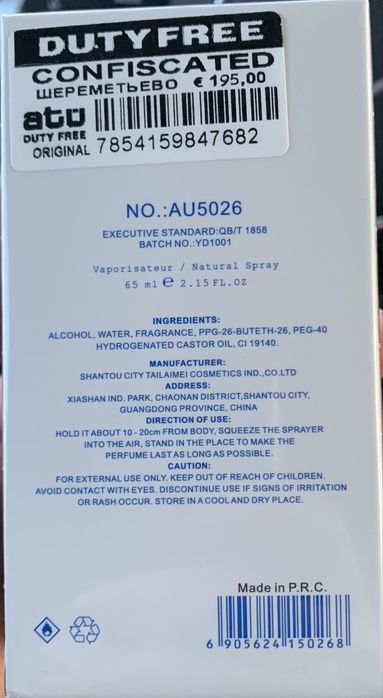 DUTY FREE
CONFISCATED
ШЕРЕМЕТЬЕВО € 195,00
atü
DUTY FREE
ORIGINAL 7854159847682
NO.:AU5026
EXECUTIVE STANDARD:QB/T 1858
BATCH NO.:YD1001
Vaporisateur / Natural Spray
65 ml ℮ 2.15 FL.OZ
INGREDIENTS:
ALCOHOL, WATER, FRAGRANCE, PPG-26-BUTETH-26, PEG-40
HYDROGENATED CASTOR OIL, CI 19140.
MANUFACTURER:
SHANTOU CITY TAILAIMEI COSMETICS IND.,CO.LTD
ADDRESS:
XIASHAN IND. PARK, CHAONAN DISTRICT,SHANTOU CITY,
GUANGDONG PROVINCE, CHINA
DIRECTION OF USE:
HOLD IT ABOUT 10 - 20cm FROM BODY, SQUEEZE THE SPRAYER
INTO THE AIR, STAND IN THE PLACE TO MAKE THE
PERFUME LAST AS LONG AS POSSIBLE.
CAUTION:
FOR EXTERNAL USE ONLY. KEEP OUT OF REACH OF CHILDREN.
AVOID CONTACT WITH EYES. DISCONTINUE USE IF SIGNS OF IRRITATION
OR RASH OCCUR. STORE IN A COOL AND DRY PLACE.
Made in P.R.C.
6 905624 150268